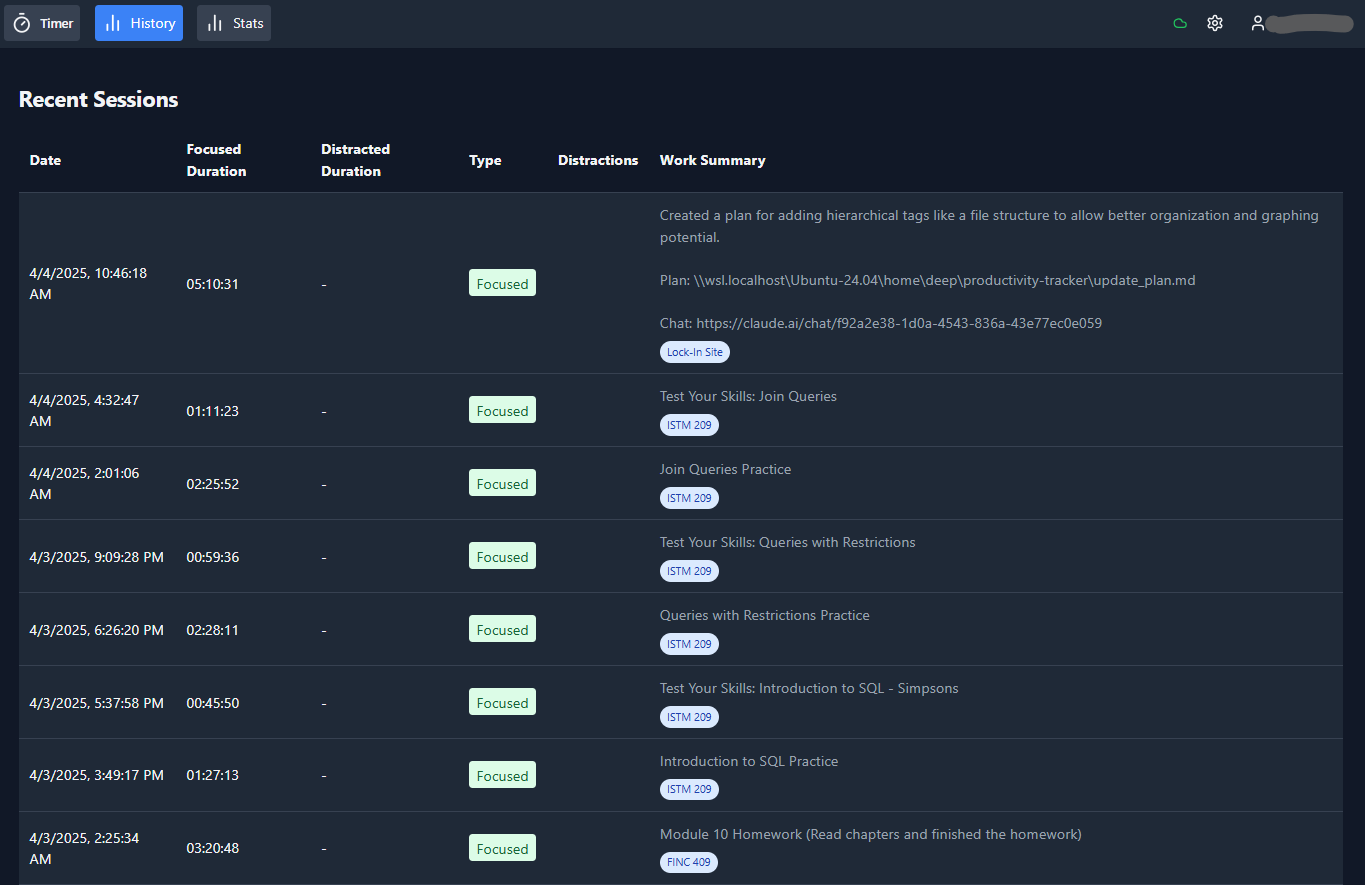 Timer
History
Stats
Recent Sessions
Date
Focused
Duration
Distracted
Duration
Type
Distractions
Work Summary
4/4/2025, 10:46:18
AM
05:10:31
-
Focused
Created a plan for adding hierarchical tags like a file structure to allow better organization and graphing
potential.
Plan: \\wsl.localhost\Ubuntu-24.04\home\deep\productivity-tracker\update_plan.md
Chat: https://claude.ai/chat/f92a2e38-1d0a-4543-836a-43e77ec0e059
Lock-In Site
4/4/2025, 4:32:47
AM
01:11:23
-
Focused
Test Your Skills: Join Queries
ISTM 209
4/4/2025, 2:01:06
AM
02:25:52
-
Focused
Join Queries Practice
ISTM 209
4/3/2025, 9:09:28 PM
00:59:36
-
Focused
Test Your Skills: Queries with Restrictions
ISTM 209
4/3/2025, 6:26:20 PM
02:28:11
-
Focused
Queries with Restrictions Practice
ISTM 209
4/3/2025, 5:37:58 PM
00:45:50
-
Focused
Test Your Skills: Introduction to SQL - Simpsons
ISTM 209
4/3/2025, 3:49:17 PM
01:27:13
-
Focused
Introduction to SQL Practice
ISTM 209
4/3/2025, 2:25:34
AM
03:20:48
-
Focused
Module 10 Homework (Read chapters and finished the homework)
FINC 409